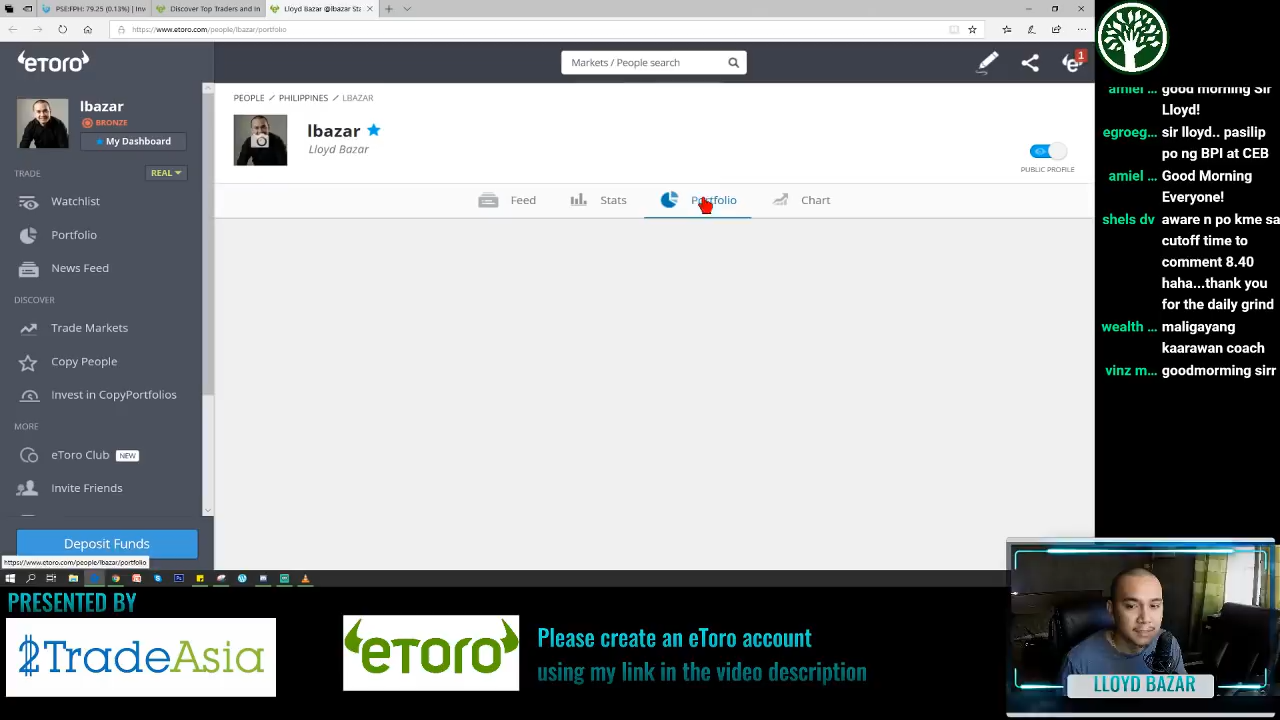 PSE:FPH: 79.25 (0.13%) | Inv
Discover Top Traders and In
Lloyd Bazar @lbazar Sta
https://www.etoro.com/people/lbazar/portfolio
eToro
Markets / People search
1
lbazar
BRONZE
My Dashboard
TRADE
REAL
Watchlist
Portfolio
News Feed
DISCOVER
Trade Markets
Copy People
Invest in CopyPortfolios
MORE
eToro Club NEW
Invite Friends
Deposit Funds
https://www.etoro.com/people/lbazar/portfolio
PEOPLE PHILIPPINES LBAZAR
lbazar
Lloyd Bazar
PUBLIC PROFILE
Feed
Stats
Portfolio
Chart
amiel ... good morning Sir
Lloyd!
egroeg... sir lloyd.. pasilip
po ng BPI at CEB
amiel ... Good Morning
Everyone!
shels dv aware n po kme sa
cutoff time to
comment 8.40
haha...thank you
for the daily grind
wealth ... maligayang
kaarawan coach
vinz m... goodmorning sirr
PRESENTED BY
2TradeAsia
eToro
Please create an eToro account
using my link in the video description
LLOYD BAZAR